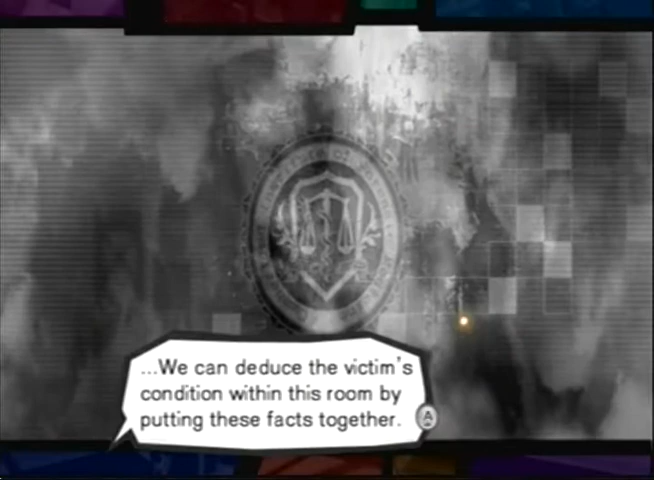 ...We can deduce the victim's
condition within this room by
putting these facts together.
A